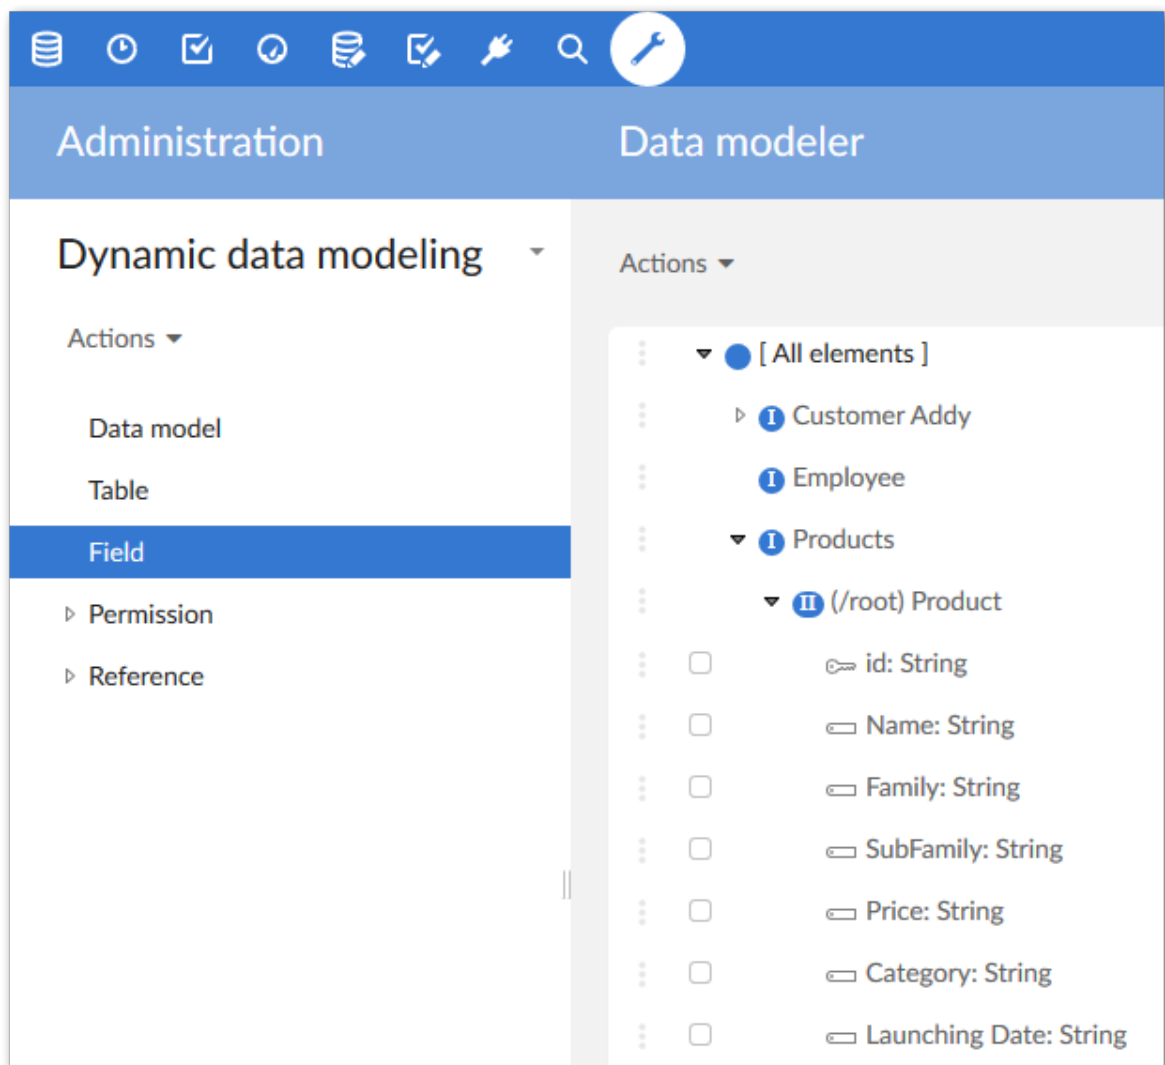 Administration
Data modeler
Dynamic data modeling
Actions
Data model
Table
Field
Permission
Reference
Actions
[ All elements ]
I Customer Addy
I Employee
I Products
II (/root) Product
id: String
Name: String
Family: String
SubFamily: String
Price: String
Category: String
Launching Date: String